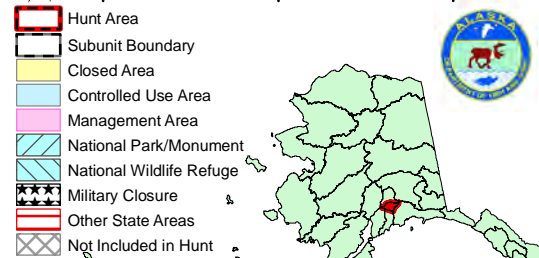 Hunt Area
Subunit Boundary
Closed Area
Controlled Use Area
Management Area
National Park/Monument
National Wildlife Refuge
Military Closure
Other State Areas
Not Included in Hunt
ALASKA